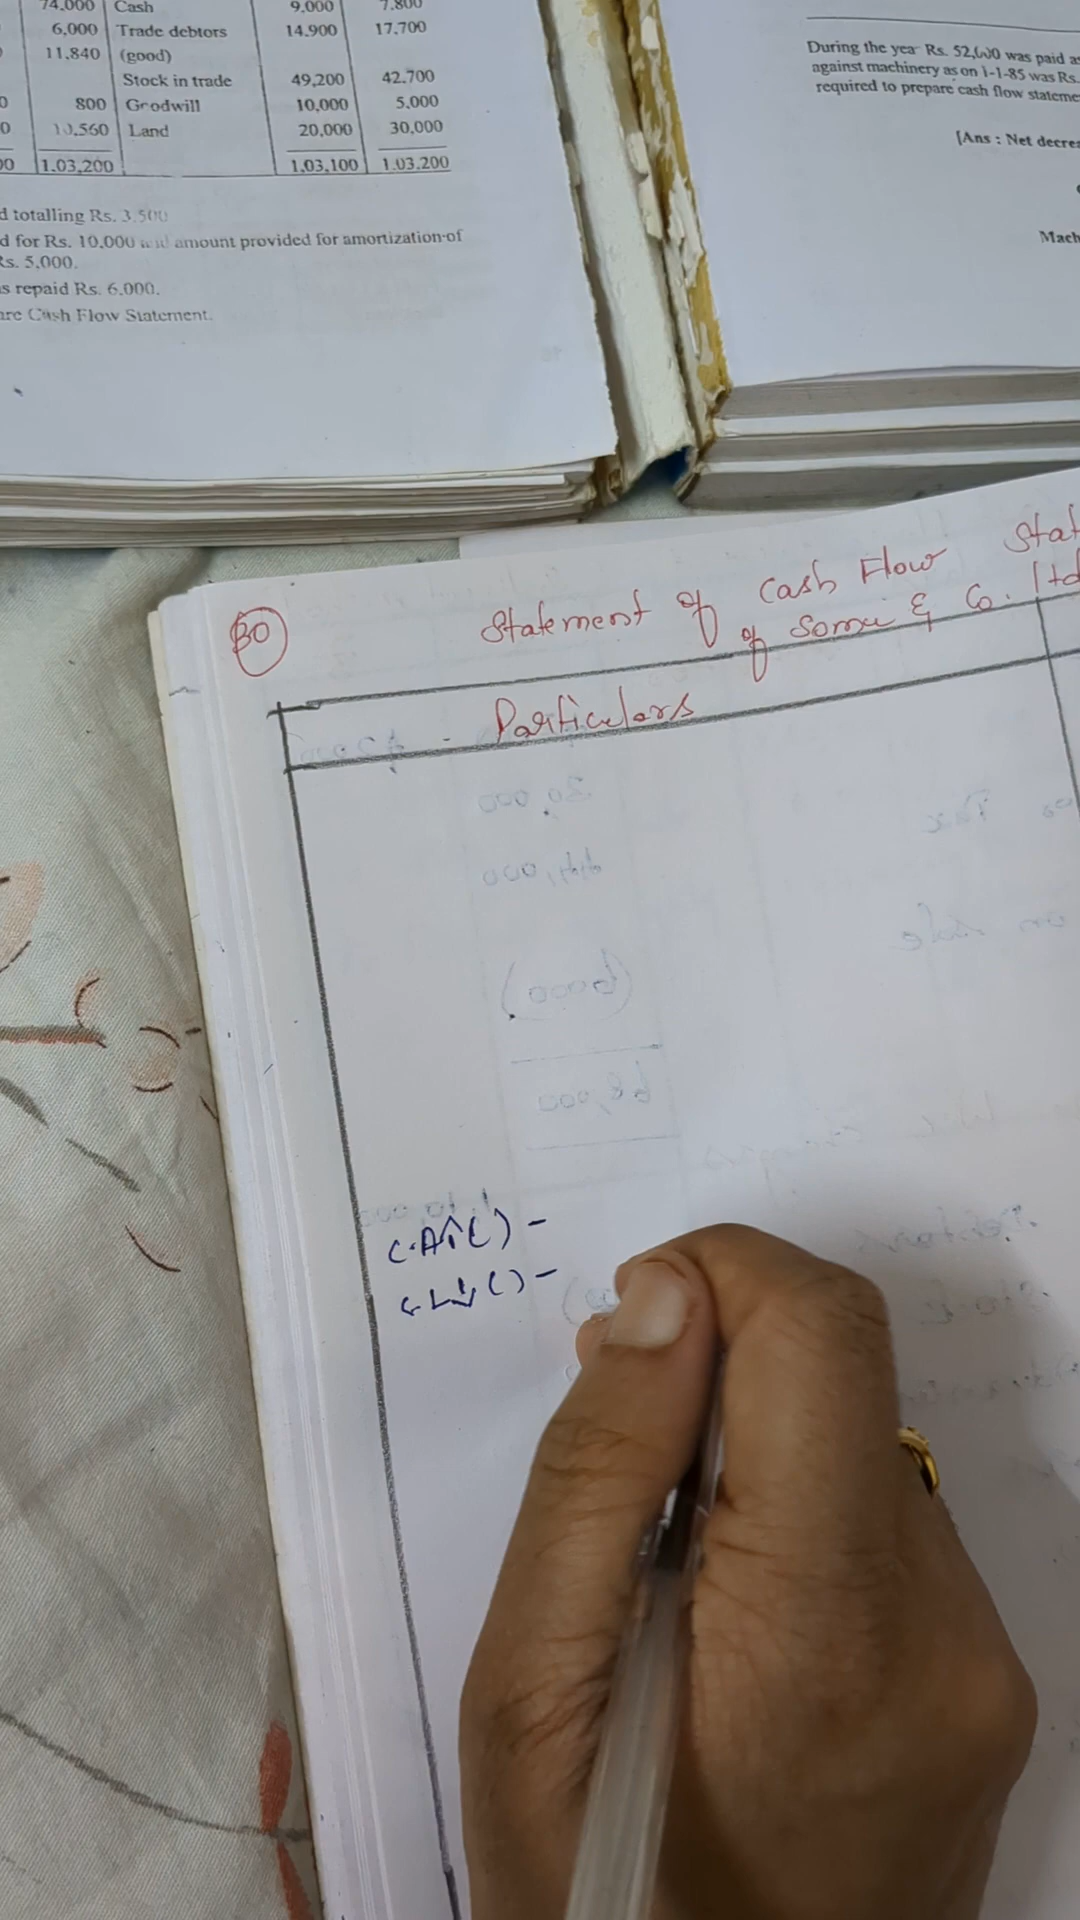 74,000 Cash 9,000 7,800
6,000 Trade debtors 14,900 17,700
11,840 (good)
Stock in trade 49,200 42,700
800 Goodwill 10,000 5,000
10,560 Land 20,000 30,000
1,03,200 1,03,100 1,03,200
d totalling Rs. 3,500
d for Rs. 10,000 and amount provided for amortization of
Rs. 5,000.
s repaid Rs. 6,000.
are Cash Flow Statement.
During the year Rs. 52,000 was paid as
against machinery as on 1-1-85 was Rs.
required to prepare cash flow stateme
[Ans : Net decrea
Mach
30 Statement of Cash Flow Stat
of Somu & Co. ltd
Particulars
C.A↑(
C.L↓(